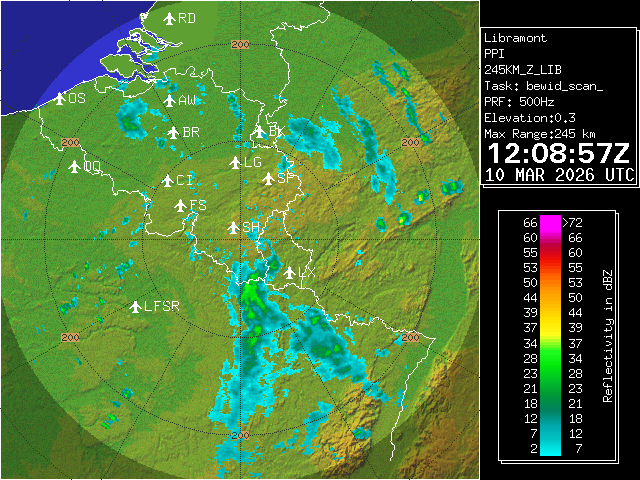 Libramont
PPI
245KM_Z_LIB
Task: bewid_scan_
PRF: 500Hz
Elevation:0.3
Max Range:245 km
12:08:57Z
10 MAR 2026 UTC
66 >72
60 66
55 60
53 55
50 53
44 50
39 44
37 39
34 37
28 34
23 28
21 23
18 21
12 18
7 12
2 7
Reflectivity in dBZ
RD
200
OS
AW
BR
BK
200
200
QQ
LG
CI
SP
FS
SH
LX
LFSR
200
200
200